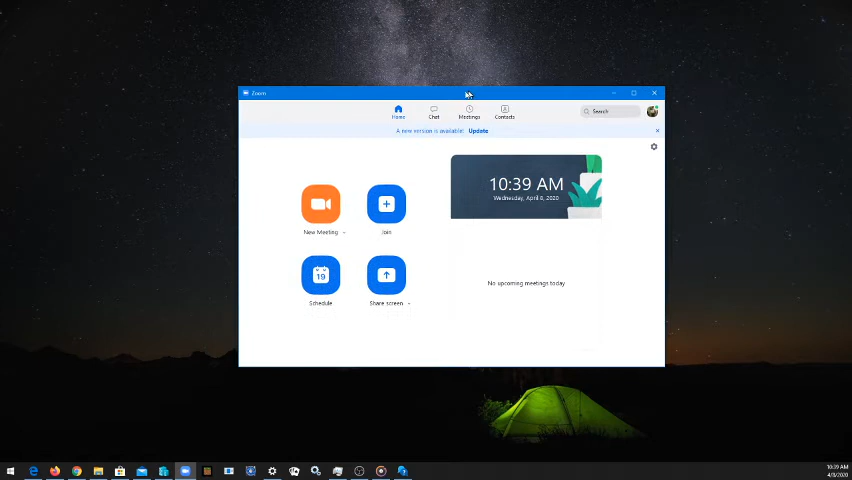 Zoom
Home
Chat
Meetings
Contacts
Search
A new version is available! Update
10:39 AM
Wednesday, April 8, 2020
New Meeting
Join
19
Schedule
Share screen
No upcoming meetings today
10:39 AM
4/8/2020